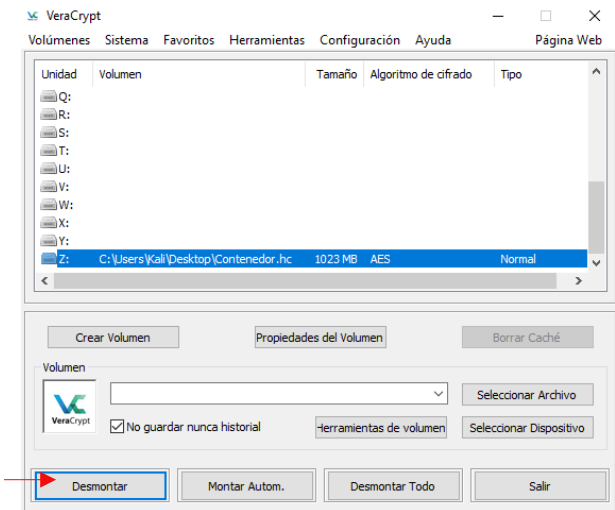 VeraCrypt
Volúmenes Sistema Favoritos Herramientas Configuración Ayuda Página Web
Unidad Volumen Tamaño Algoritmo de cifrado Tipo
Q:
R:
S:
T:
U:
V:
W:
X:
Y:
Z: C:\Users\Kali\Desktop\Contenedor.hc 1023 MB AES Normal
Crear Volumen Propiedades del Volumen Borrar Caché
Volumen
Seleccionar Archivo
VeraCrypt
No guardar nunca historial Herramientas de volumen Seleccionar Dispositivo
Desmontar Montar Autom. Desmontar Todo Salir